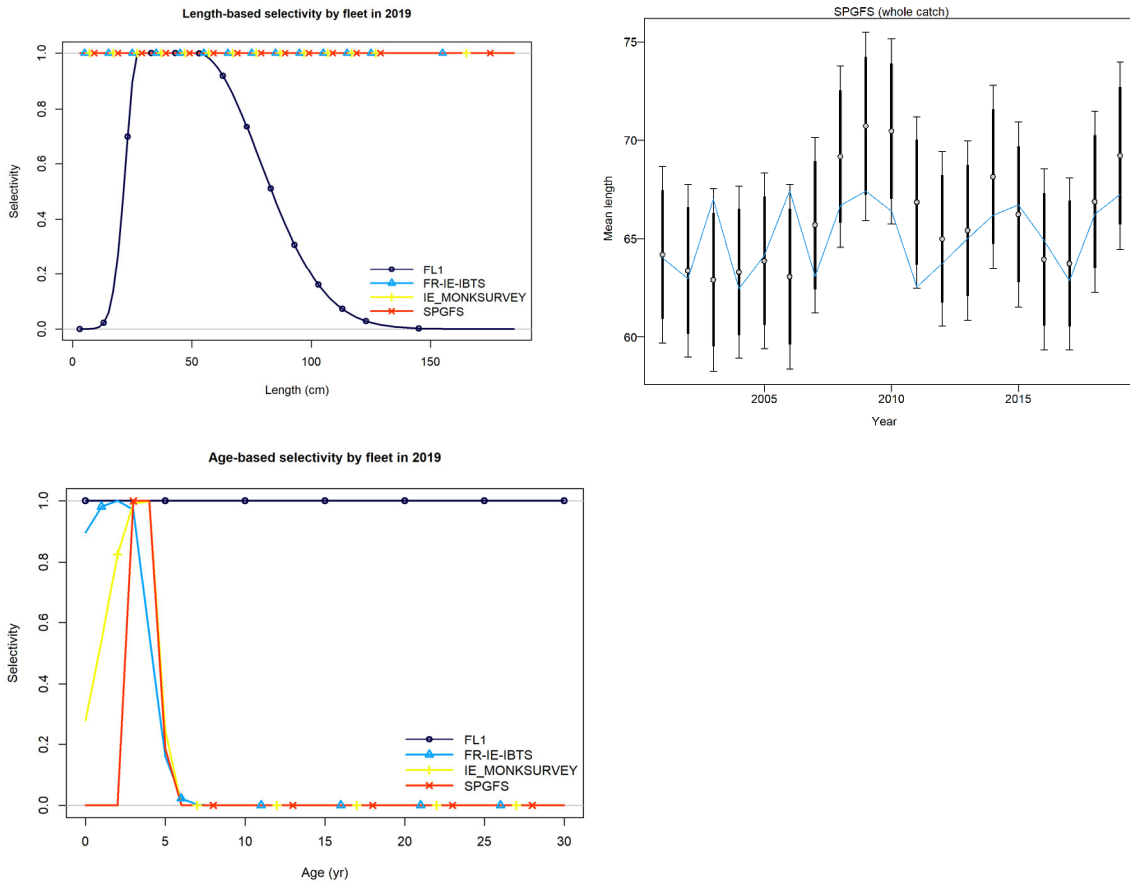 Length-based selectivity by fleet in 2019
Selectivity
1.0
0.8
0.6
0.4
0.2
0.0
FL1
FR-IE-IBTS
IE_MONKSURVEY
SPGFS
0
50
100
150
Length (cm)
SPGFS (whole catch)
Mean length
75
70
65
60
2005
2010
2015
Year
Age-based selectivity by fleet in 2019
Selectivity
1.0
0.8
0.6
0.4
0.2
0.0
FL1
FR-IE-IBTS
IE_MONKSURVEY
SPGFS
0
5
10
15
20
25
30
Age (yr)